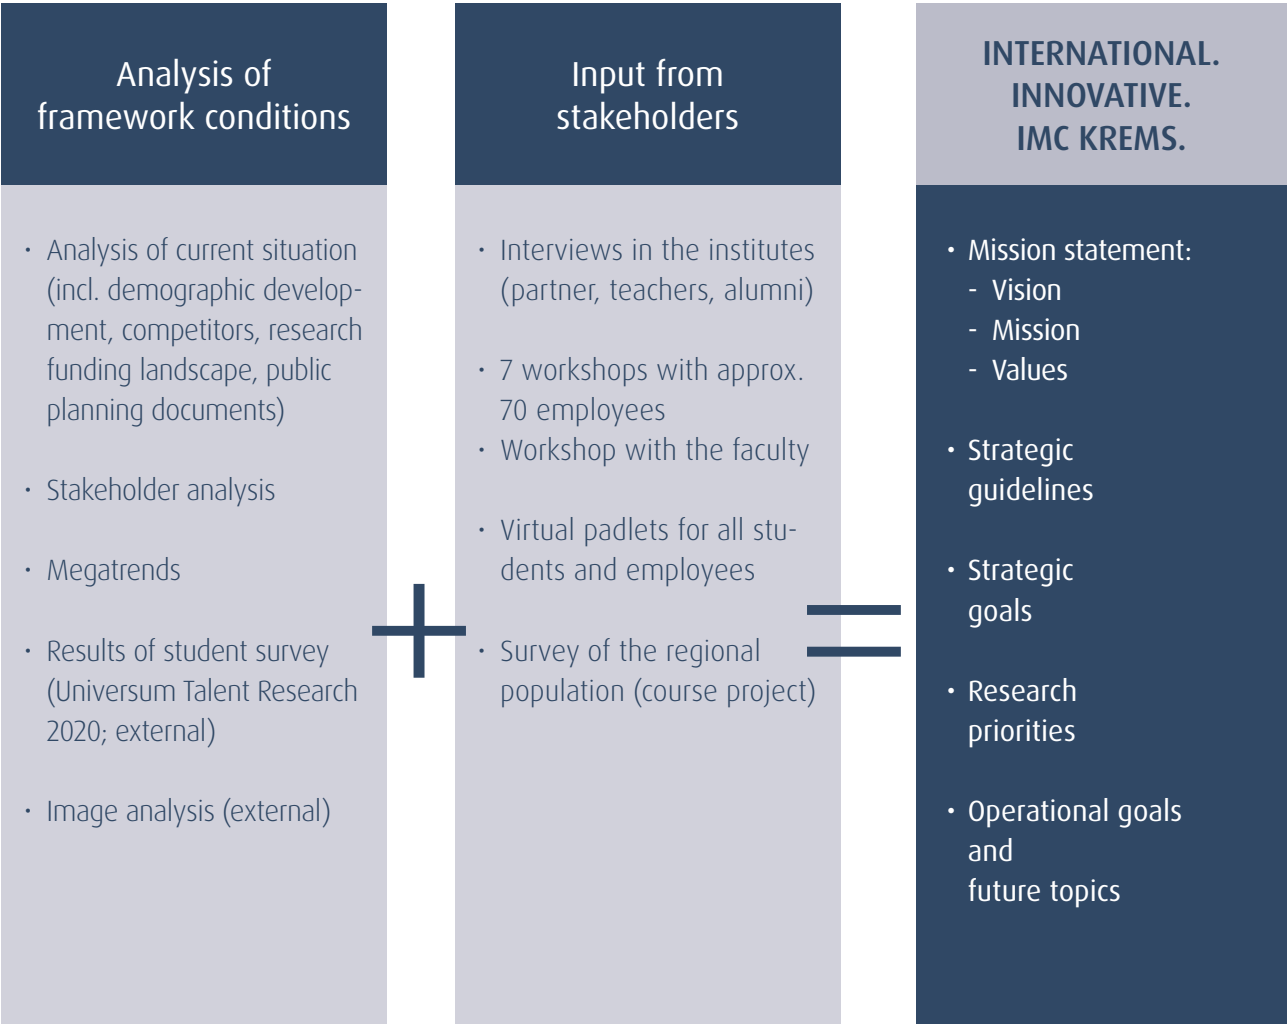 Analysis of
framework conditions
· Analysis of current situation
(incl. demographic develop-
ment, competitors, research
funding landscape, public
planning documents)
· Stakeholder analysis
· Megatrends
· Results of student survey
(Universum Talent Research
2020; external)
· Image analysis (external)
+
Input from
stakeholders
· Interviews in the institutes
(partner, teachers, alumni)
· 7 workshops with approx.
70 employees
· Workshop with the faculty
· Virtual padlets for all stu-
dents and employees
· Survey of the regional
population (course project)
=
INTERNATIONAL.
INNOVATIVE.
IMC KREMS.
· Mission statement:
- Vision
- Mission
- Values
· Strategic
guidelines
· Strategic
goals
· Research
priorities
· Operational goals
and
future topics